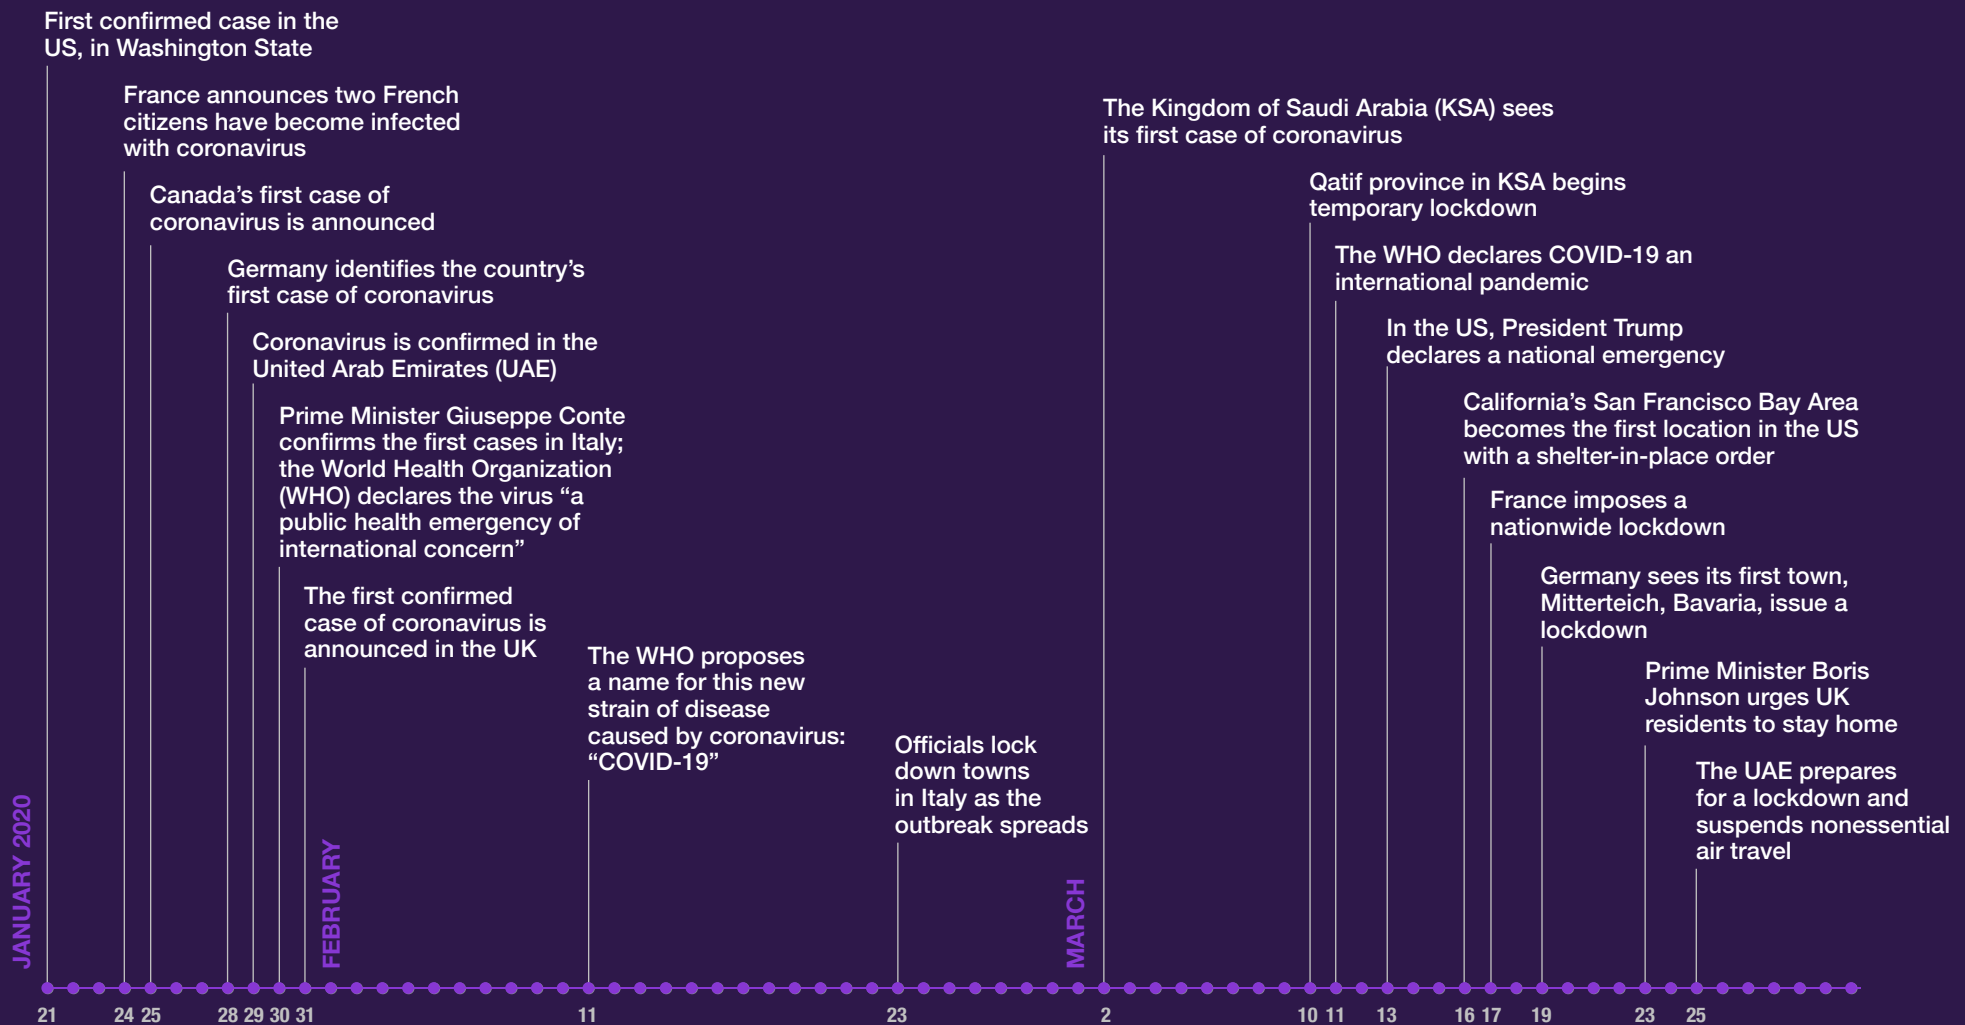 First confirmed case in the
US, in Washington State
France announces two French
citizens have become infected
with coronavirus
Canada’s first case of
coronavirus is announced
Germany identifies the country’s
first case of coronavirus
Coronavirus is confirmed in the
United Arab Emirates (UAE)
Prime Minister Giuseppe Conte
confirms the first cases in Italy;
the World Health Organization
(WHO) declares the virus “a
public health emergency of
international concern”
The first confirmed
case of coronavirus is
announced in the UK
The WHO proposes
a name for this new
strain of disease
caused by coronavirus:
“COVID-19”
Officials lock
down towns
in Italy as the
outbreak spreads
The Kingdom of Saudi Arabia (KSA) sees
its first case of coronavirus
Qatif province in KSA begins
temporary lockdown
The WHO declares COVID-19 an
international pandemic
In the US, President Trump
declares a national emergency
California’s San Francisco Bay Area
becomes the first location in the US
with a shelter-in-place order
France imposes a
nationwide lockdown
Germany sees its first town,
Mitterteich, Bavaria, issue a
lockdown
Prime Minister Boris
Johnson urges UK
residents to stay home
The UAE prepares
for a lockdown and
suspends nonessential
air travel
JANUARY 2020
FEBRUARY
MARCH
21 24 25 28 29 30 31 11 23 2 10 11 13 16 17 19 23 25